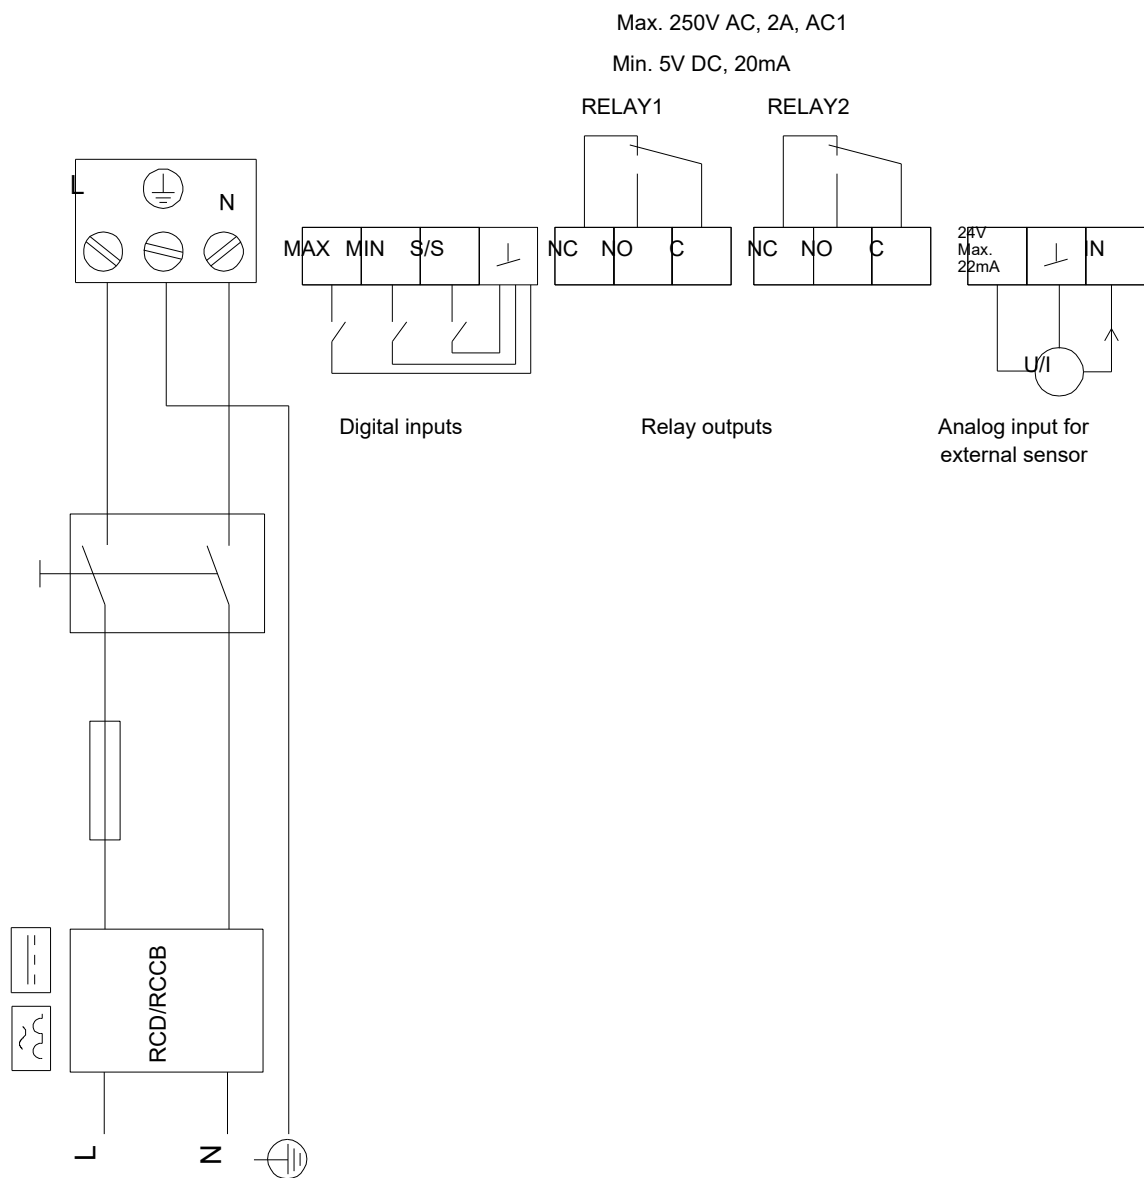 Max. 250V AC, 2A, AC1
Min. 5V DC, 20mA
RELAY1
RELAY2
L
N
MAX
MIN
S/S
NC
NO
C
NC
NO
C
24V
Max.
22mA
IN
U/I
Digital inputs
Relay outputs
Analog input for
external sensor
RCD/RCCB
L
N